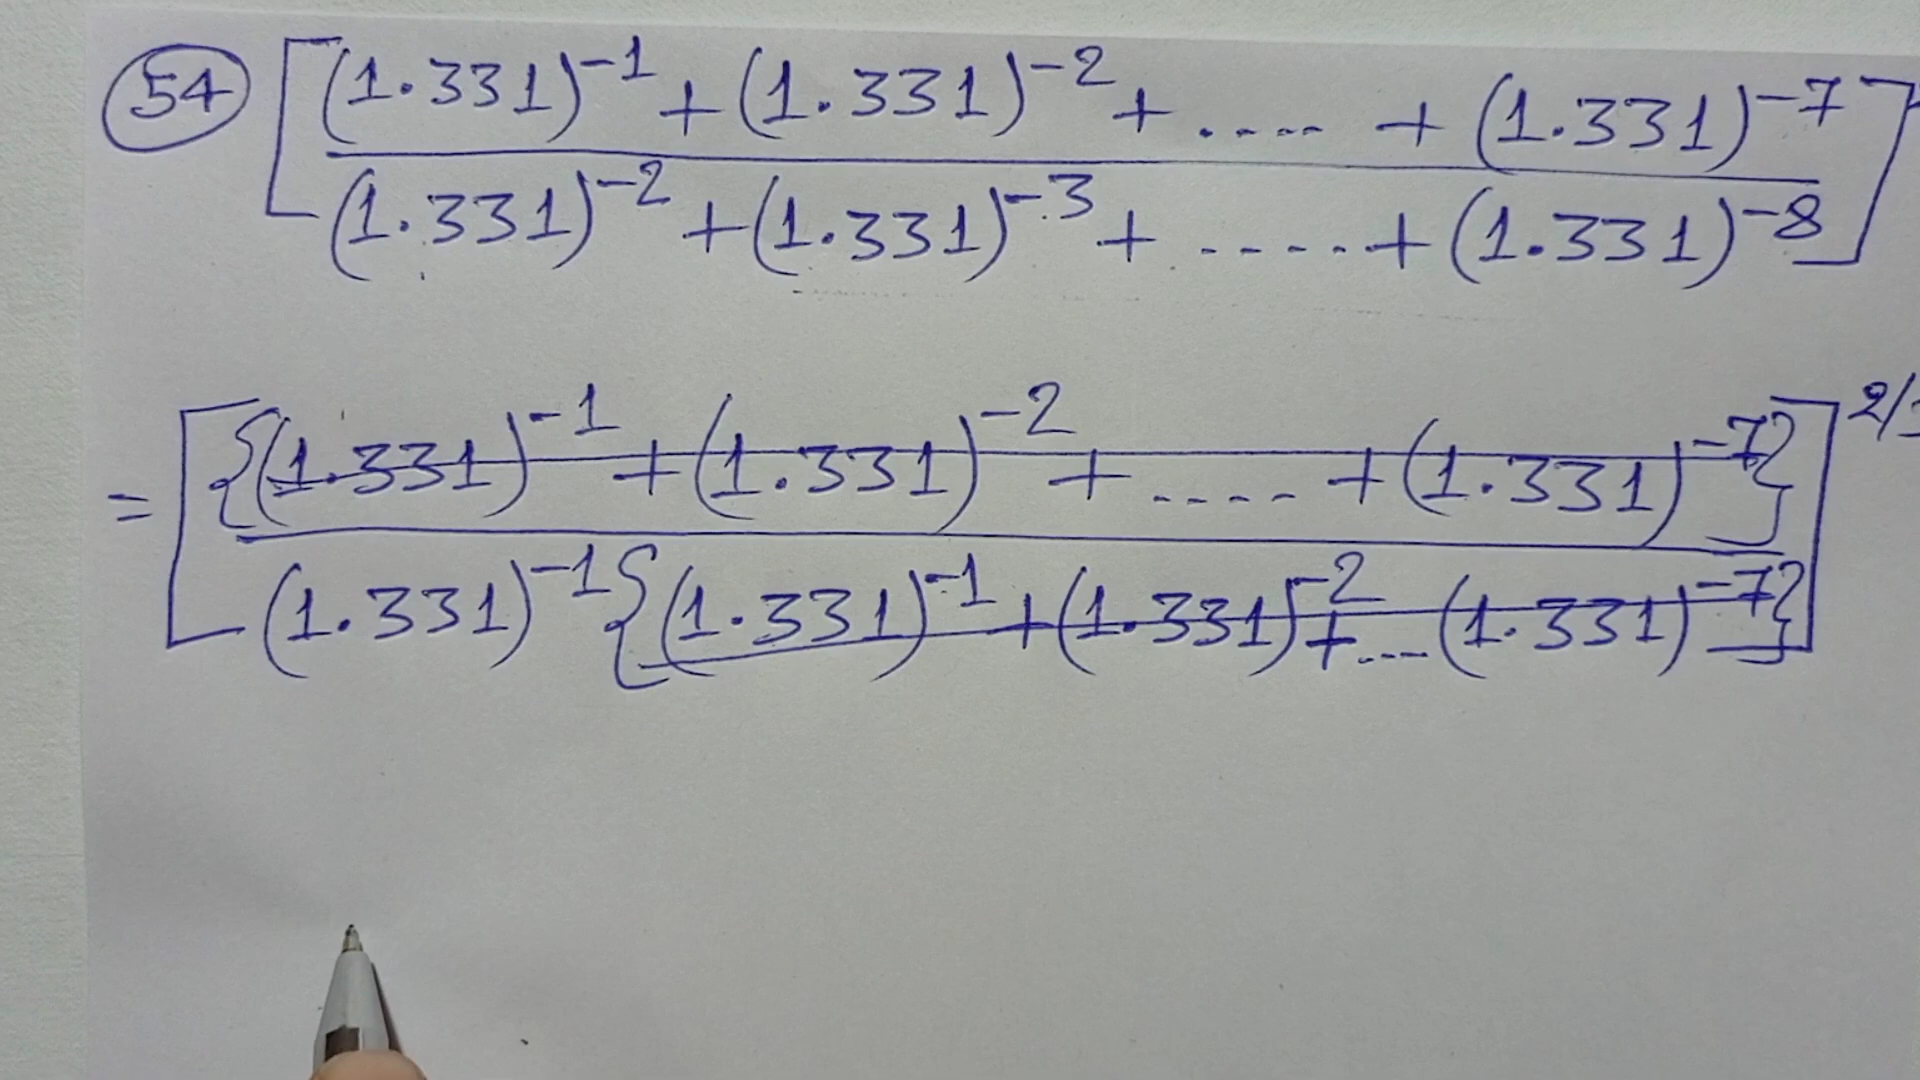 54 [(1.331)^-1 + (1.331)^-2 + .... + (1.331)^-7]
(1.331)^-2 + (1.331)^-3 + ..... + (1.331)^-8
= [{(1.331)^-1 + (1.331)^-2 + .... + (1.331)^-7}]^2/
(1.331)^-1 {(1.331)^-1 + (1.331)^-2 + .... (1.331)^-7}